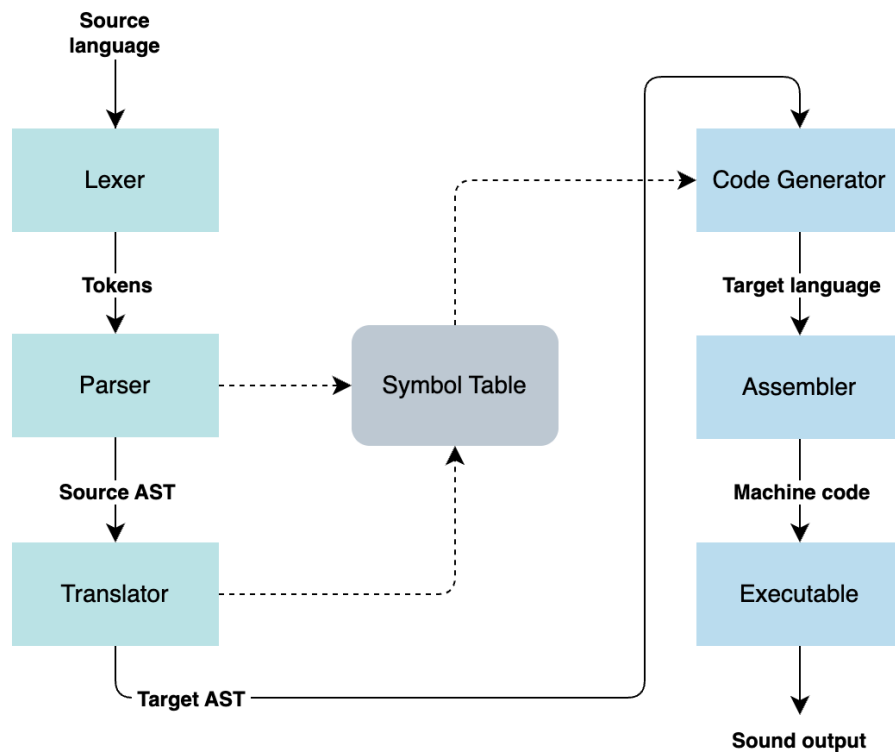 Source
language
Lexer
Tokens
Parser
Source AST
Translator
Target AST
Symbol Table
Code Generator
Target language
Assembler
Machine code
Executable
Sound output